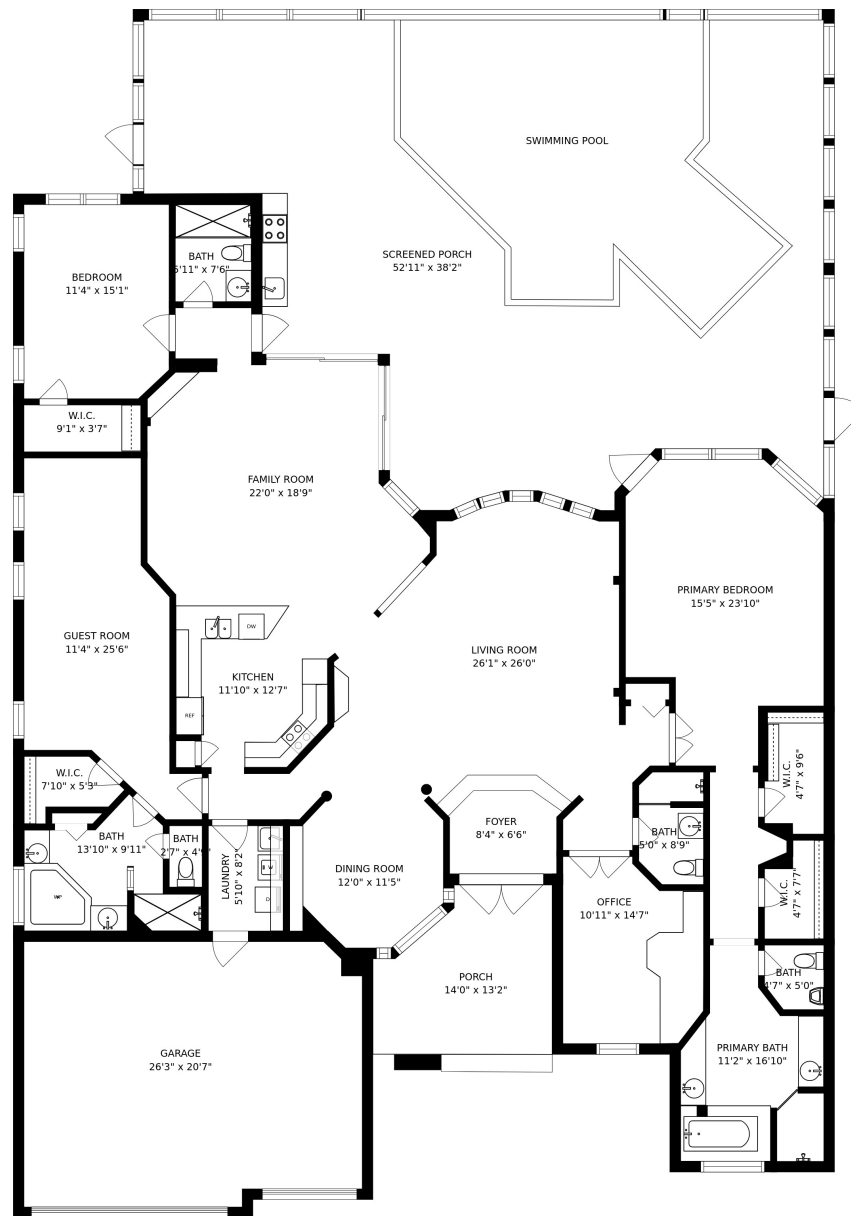 SWIMMING POOL
SCREENED PORCH
52'11" x 38'2"
BATH
5'11" x 7'6"
BEDROOM
11'4" x 15'1"
W.I.C.
9'1" x 3'7"
FAMILY ROOM
22'0" x 18'9"
PRIMARY BEDROOM
15'5" x 23'10"
DW
GUEST ROOM
11'4" x 25'6"
LIVING ROOM
26'1" x 26'0"
KITCHEN
11'10" x 12'7"
REF
W.I.C.
7'10" x 5'3"
W.I.C.
4'7" x 9'6"
FOYER
8'4" x 6'6"
BATH
13'10" x 9'11"
BATH
2'7" x 4'
BATH
5'0" x 8'9"
LAUNDRY
5'10" x 8'2"
W
D
DINING ROOM
12'0" x 11'5"
W.I.C.
4'7" x 7'7"
OFFICE
10'11" x 14'7"
PORCH
14'0" x 13'2"
BATH
4'7" x 5'0"
GARAGE
26'3" x 20'7"
PRIMARY BATH
11'2" x 16'10"